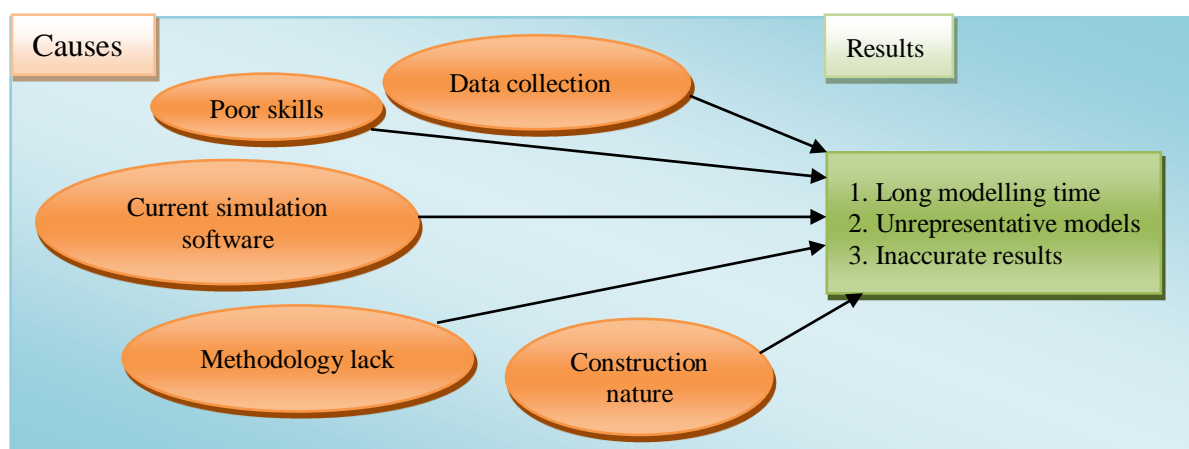 Causes
Results
Data collection
Poor skills
Current simulation
software
1. Long modelling time
2. Unrepresentative models
3. Inaccurate results
Methodology lack
Construction
nature